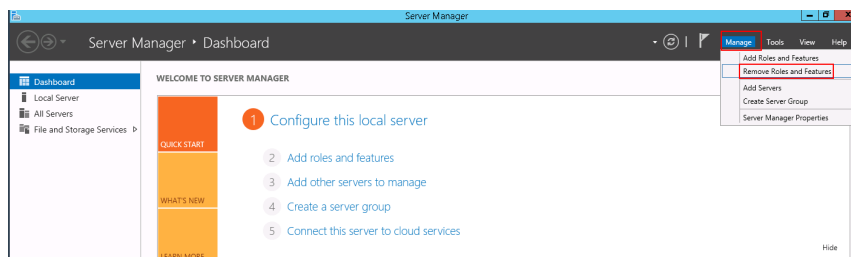 Server Manager
Server Manager • Dashboard
Manage Tools View Help
Add Roles and Features
Remove Roles and Features
Add Servers
Create Server Group
Server Manager Properties
Dashboard
Local Server
All Servers
File and Storage Services
WELCOME TO SERVER MANAGER
QUICK START
WHAT'S NEW
LEARN MORE
1 Configure this local server
2 Add roles and features
3 Add other servers to manage
4 Create a server group
5 Connect this server to cloud services
Hide